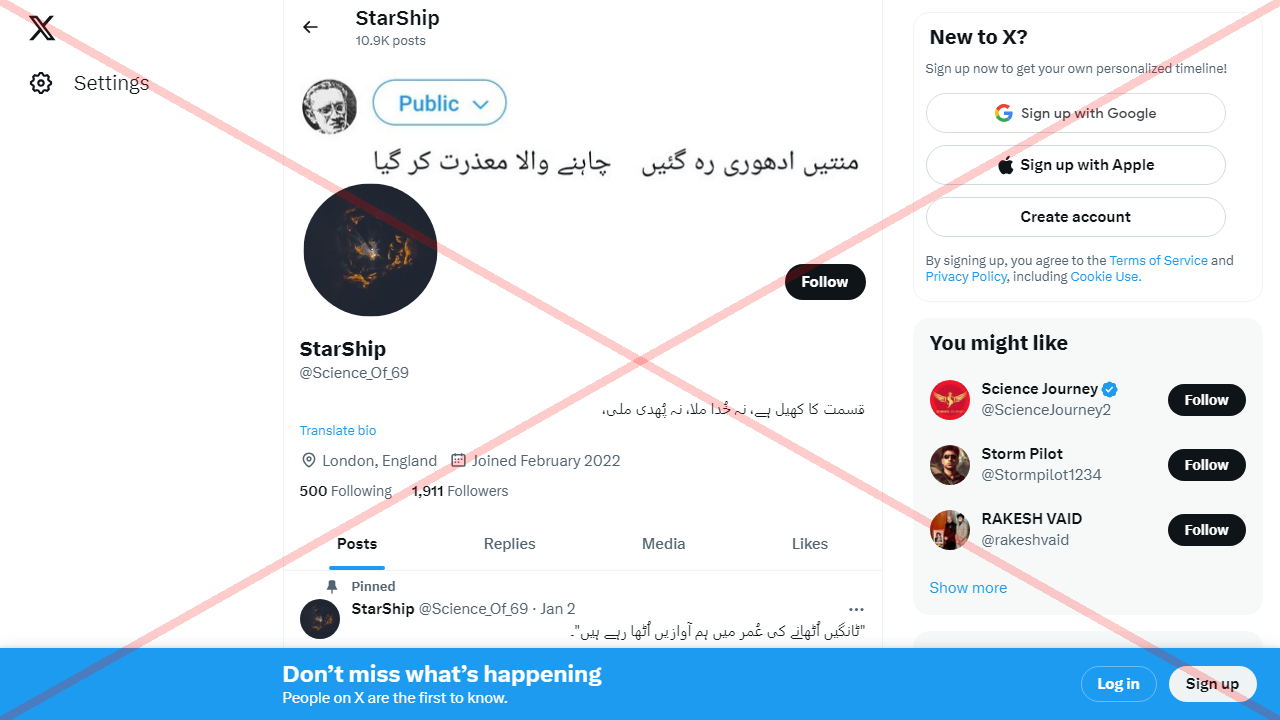 Settings
StarShip
10.9K posts
Public
منتیں ادھوری رہ گئیں چاہنے والا معذرت کر گیا
Follow
StarShip
@Science_Of_69
قسمت کا کھیل ہے، نہ خُدا ملا، نہ پُھدی ملی،
Translate bio
London, England Joined February 2022
500 Following 1,911 Followers
Posts Replies Media Likes
Pinned
StarShip @Science_Of_69 · Jan 2
"ٹانگیں اُٹھانے کی عُمر میں ہم آوازیں اُٹھا رہے ہیں"۔
New to X?
Sign up now to get your own personalized timeline!
Sign up with Google
Sign up with Apple
Create account
By signing up, you agree to the Terms of Service and
Privacy Policy, including Cookie Use.
You might like
Science Journey
@ScienceJourney2
Follow
Storm Pilot
@Stormpilot1234
Follow
RAKESH VAID
@rakeshvaid
Follow
Show more
Don’t miss what’s happening
People on X are the first to know.
Log in
Sign up